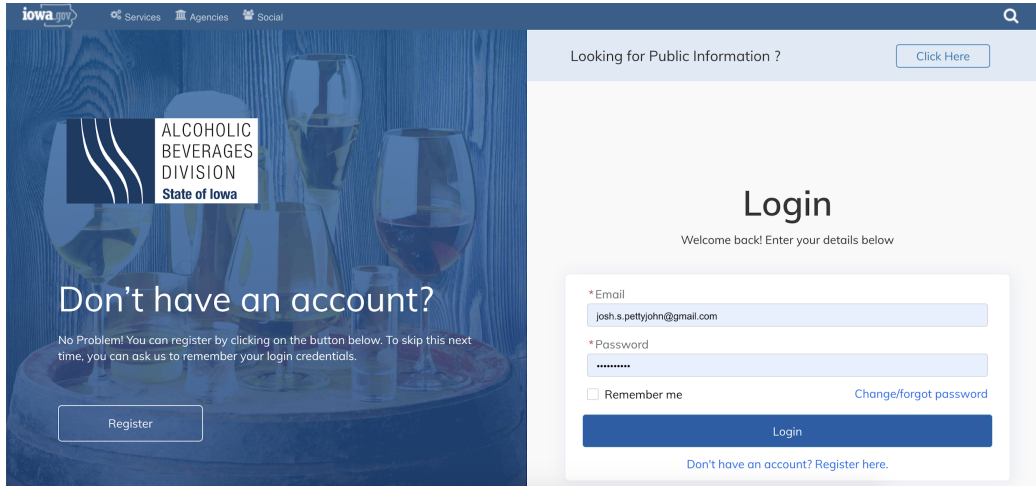 iowa.gov
Services
Agencies
Social
ALCOHOLIC
BEVERAGES
DIVISION
State of Iowa
Don't have an account?
No Problem! You can register by clicking on the button below. To skip this next
time, you can ask us to remember your login credentials.
Register
Looking for Public Information ?
Click Here
Login
Welcome back! Enter your details below
*Email
josh.s.pettyjohn@gmail.com
*Password
••••••••••
Remember me
Change/forgot password
Login
Don't have an account? Register here.